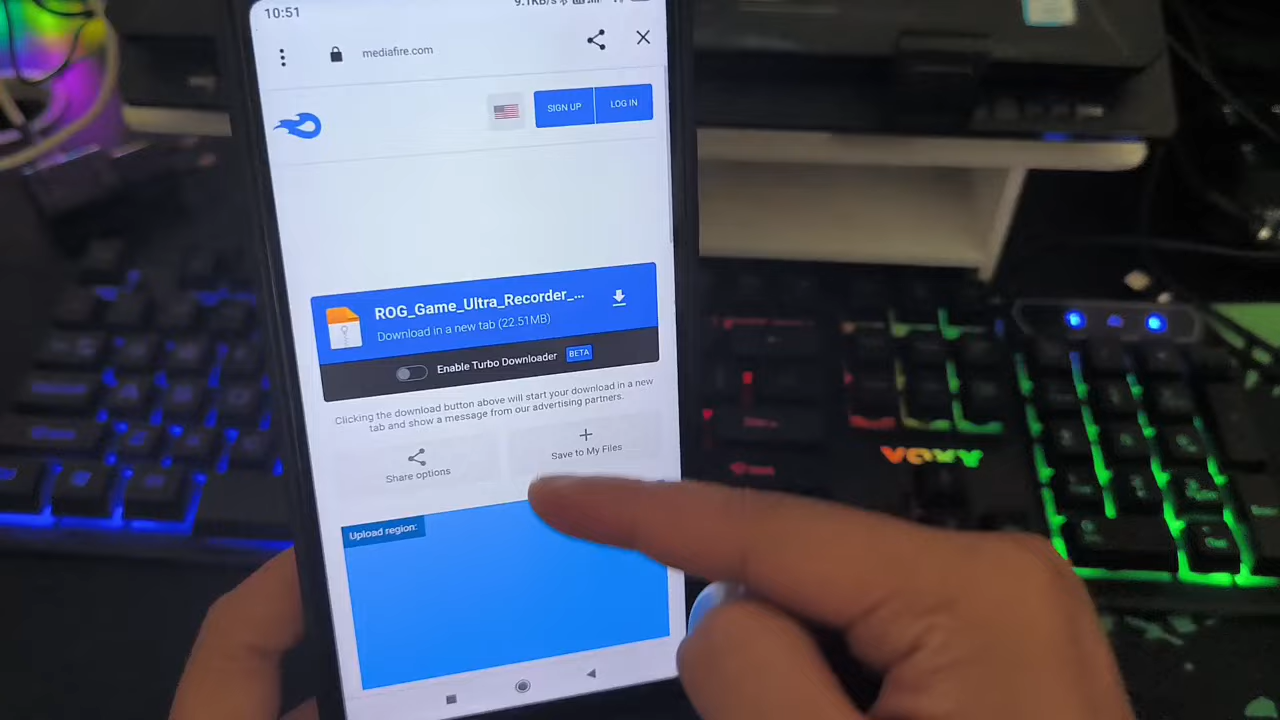 10:51
mediafire.com
SIGN UP
LOG IN
ROG_Game_Ultra_Recorder_...
Download in a new tab (22.51MB)
Enable Turbo Downloader BETA
Clicking the download button above will start your download in a new
tab and show a message from our advertising partners.
Share options
Save to My Files
Upload region: